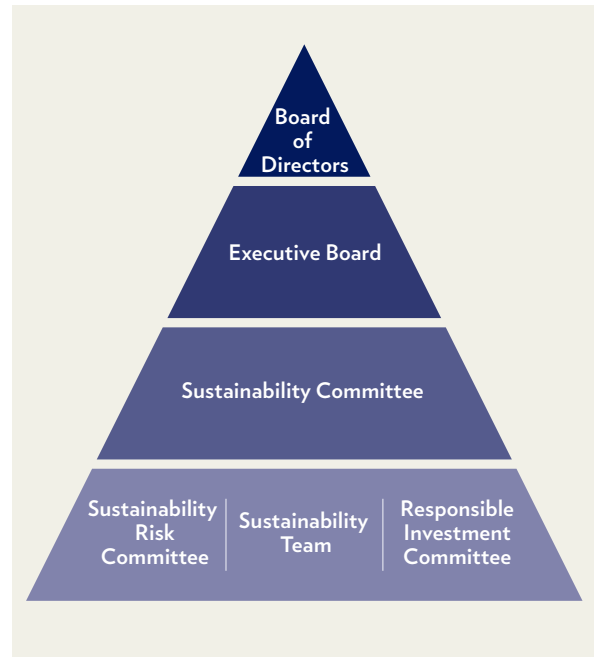 Board
of
Directors
Executive Board
Sustainability Committee
Sustainability
Risk
Committee
Sustainability
Team
Responsible
Investment
Committee